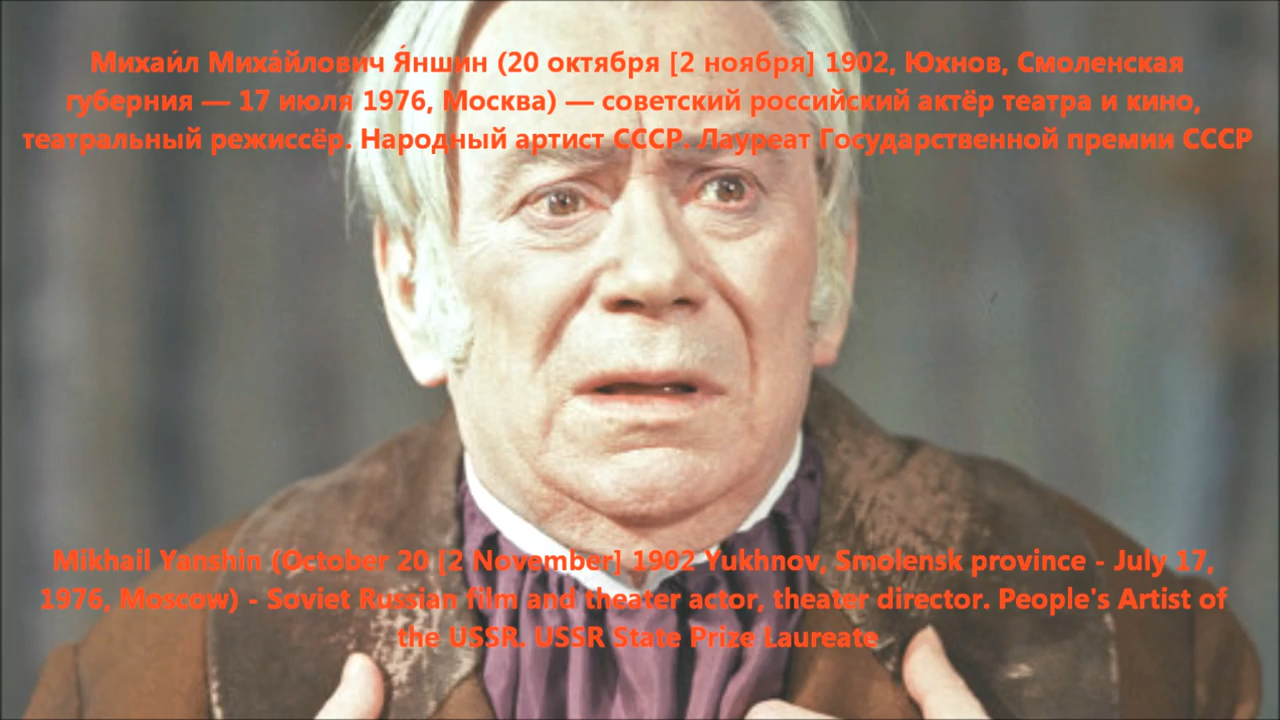 Михаи́л Миха́йлович Я́ншин (20 октября [2 ноября] 1902, Юхнов, Смоленская
губерния — 17 июля 1976, Москва) — советский российский актёр театра и кино,
театральный режиссёр. Народный артист СССР. Лауреат Государственной премии СССР
Mikhail Yanshin (October 20 [2 November] 1902 Yukhnov, Smolensk province - July 17,
1976, Moscow) - Soviet Russian film and theater actor, theater director. People's Artist of
the USSR. USSR State Prize Laureate